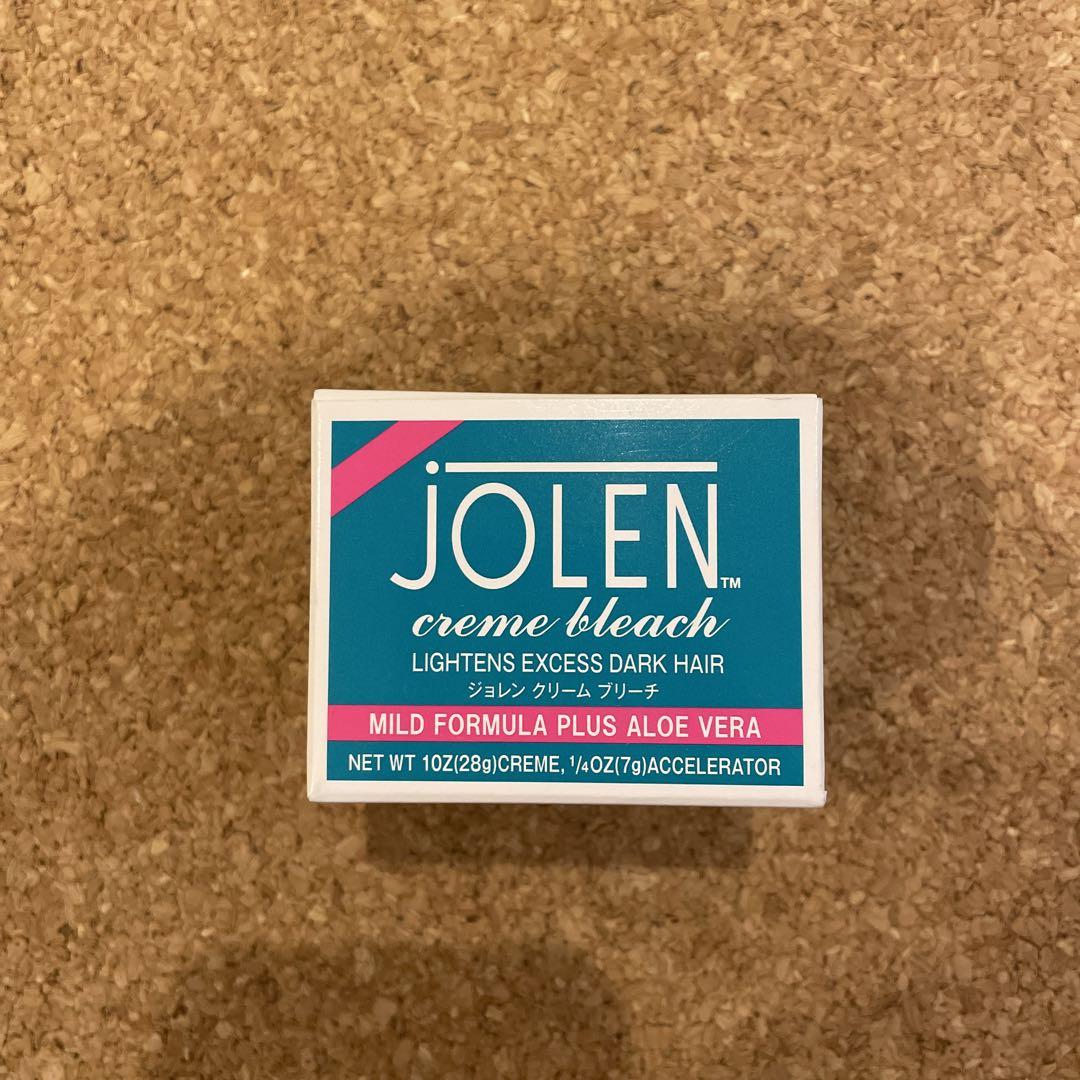 jOLEN™
creme bleach
LIGHTENS EXCESS DARK HAIR
ジョレン クリーム ブリーチ
MILD FORMULA PLUS ALOE VERA
NET WT 1OZ(28g)CREME, 1/4OZ(7g)ACCELERATOR